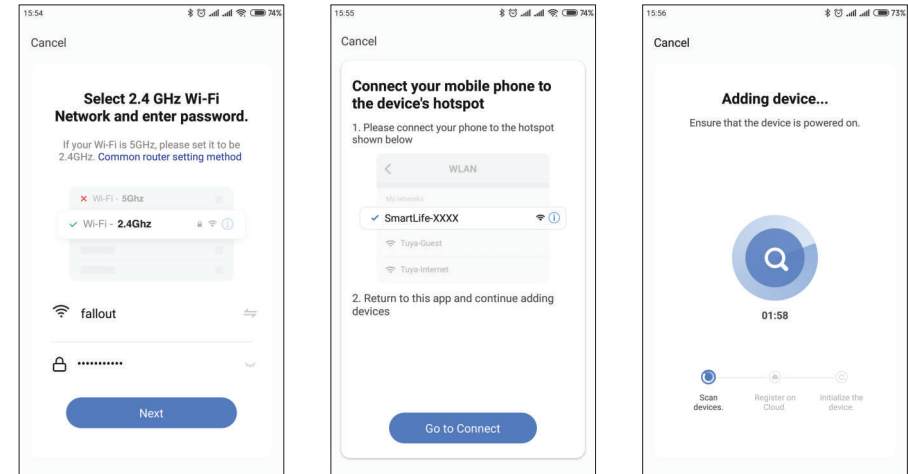 15:54
74%
Cancel
Select 2.4 GHz Wi-Fi
Network and enter password.
If your Wi-Fi is 5GHz, please set it to be
2.4GHz. Common router setting method
Wi-Fi - 5Ghz
Wi-Fi - 2.4Ghz
fallout
•••••••••••
Next
15:55
74%
Cancel
Connect your mobile phone to
the device's hotspot
1. Please connect your phone to the hotspot
shown below
WLAN
My networks
SmartLife-XXXX
Tuya-Guest
Tuya-Internet
2. Return to this app and continue adding
devices
Go to Connect
15:56
73%
Cancel
Adding device...
Ensure that the device is powered on.
01:58
Scan
devices.
Register on
Cloud.
Initialize the
device.